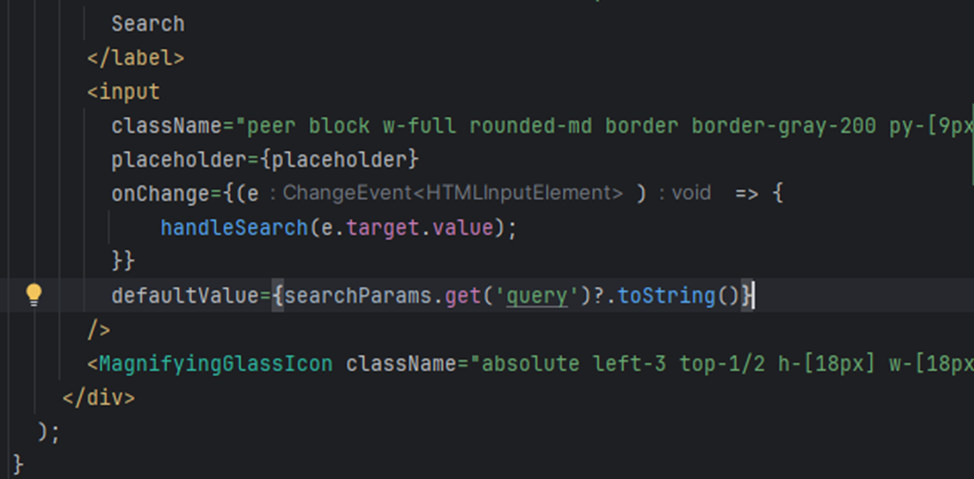 Search
</label>
<input
className="peer block w-full rounded-md border border-gray-200 py-[9px
placeholder={placeholder}
onChange={(e : ChangeEvent<HTMLInputElement> ) : void => {
handleSearch(e.target.value);
}}
defaultValue={searchParams.get('query')?.toString()}
/>
<MagnifyingGlassIcon className="absolute left-3 top-1/2 h-[18px] w-[18px
</div>
);
}